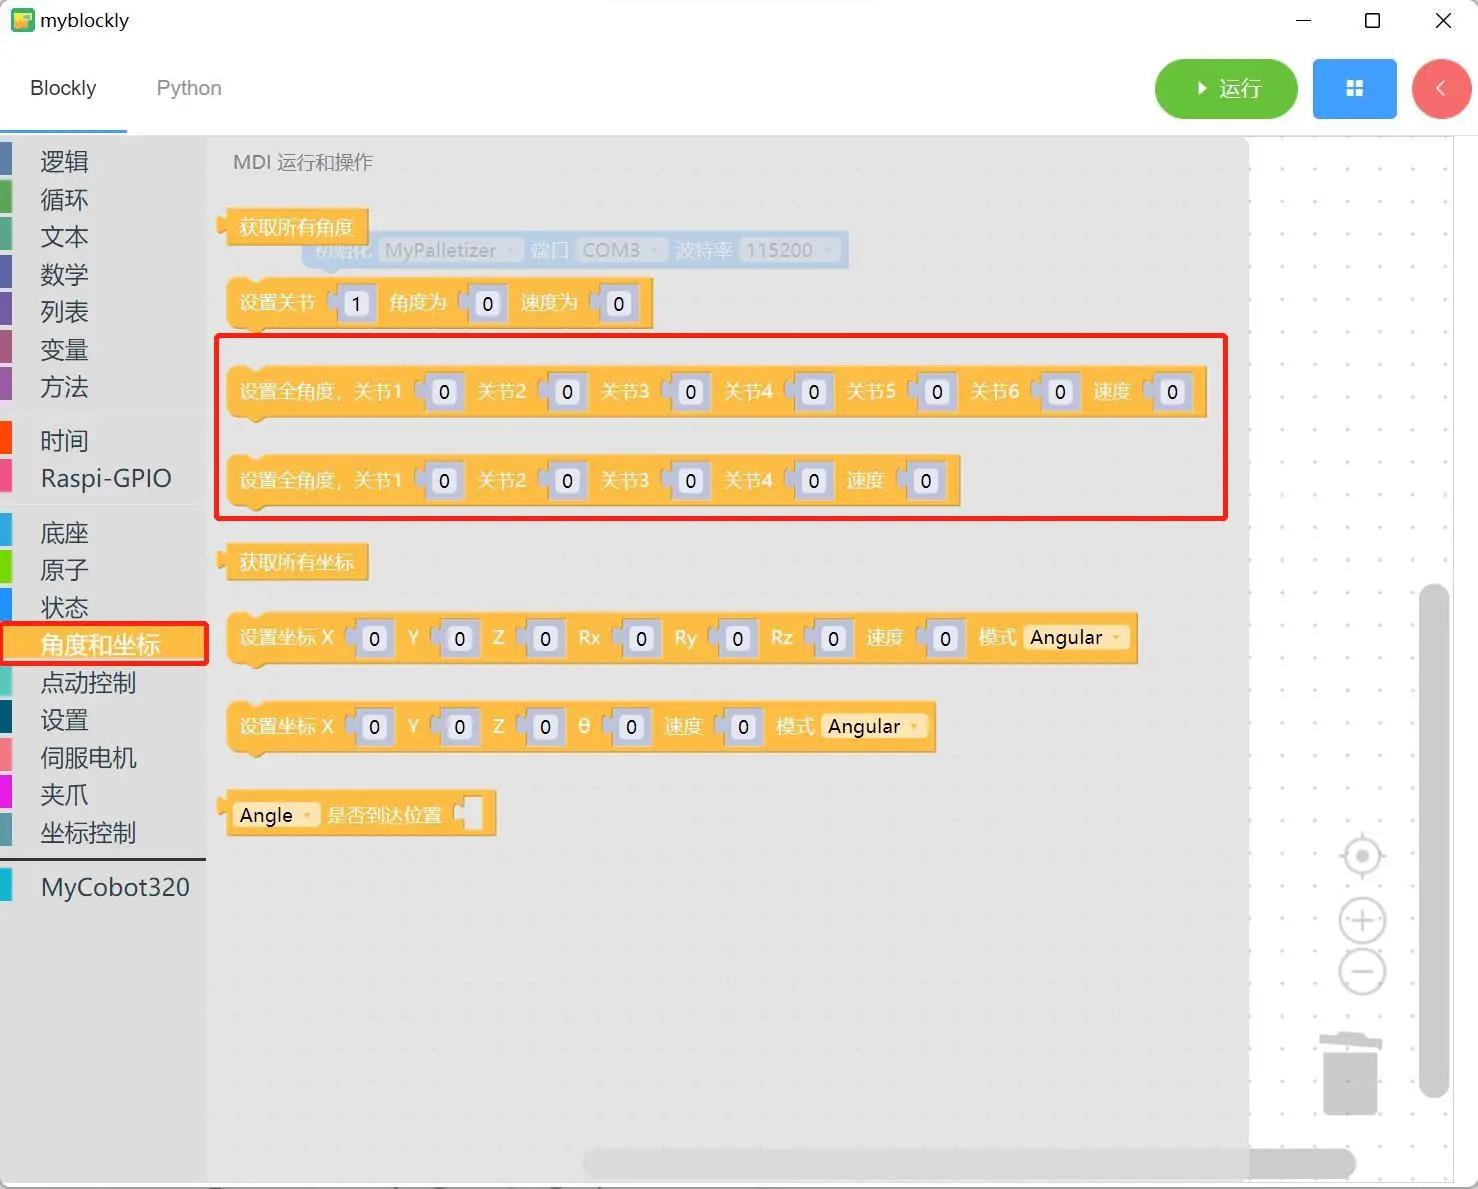 myblockly
Blockly Python
运行
逻辑
循环
文本
数学
列表
变量
方法
时间
Raspi-GPIO
底座
原子
状态
角度和坐标
点动控制
设置
伺服电机
夹爪
坐标控制
MyCobot320
MDI 运行和操作
获取所有角度
初始化 MyPalletizer 端口 COM3 波特率 115200
设置关节 1 角度为 0 速度为 0
设置全角度，关节1 0 关节2 0 关节3 0 关节4 0 关节5 0 关节6 0 速度 0
设置全角度，关节1 0 关节2 0 关节3 0 关节4 0 速度 0
获取所有坐标
设置坐标 X 0 Y 0 Z 0 Rx 0 Ry 0 Rz 0 速度 0 模式 Angular
设置坐标 X 0 Y 0 Z 0 θ 0 速度 0 模式 Angular
Angle 是否到达位置